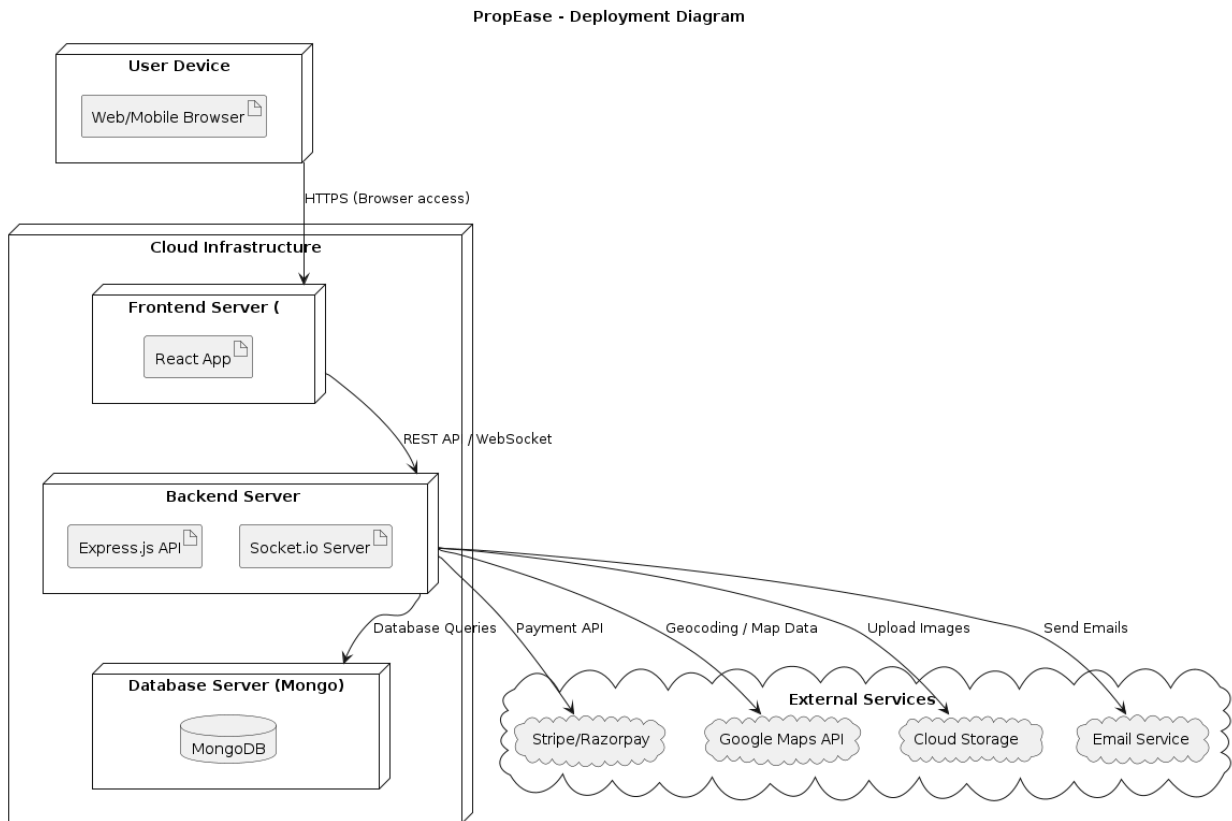 PropEase - Deployment Diagram
User Device
Web/Mobile Browser
HTTPS (Browser access)
Cloud Infrastructure
Frontend Server (
React App
REST API / WebSocket
Backend Server
Express.js API
Socket.io Server
Database Queries
Payment API
Geocoding / Map Data
Upload Images
Send Emails
Database Server (Mongo)
MongoDB
External Services
Stripe/Razorpay
Google Maps API
Cloud Storage
Email Service